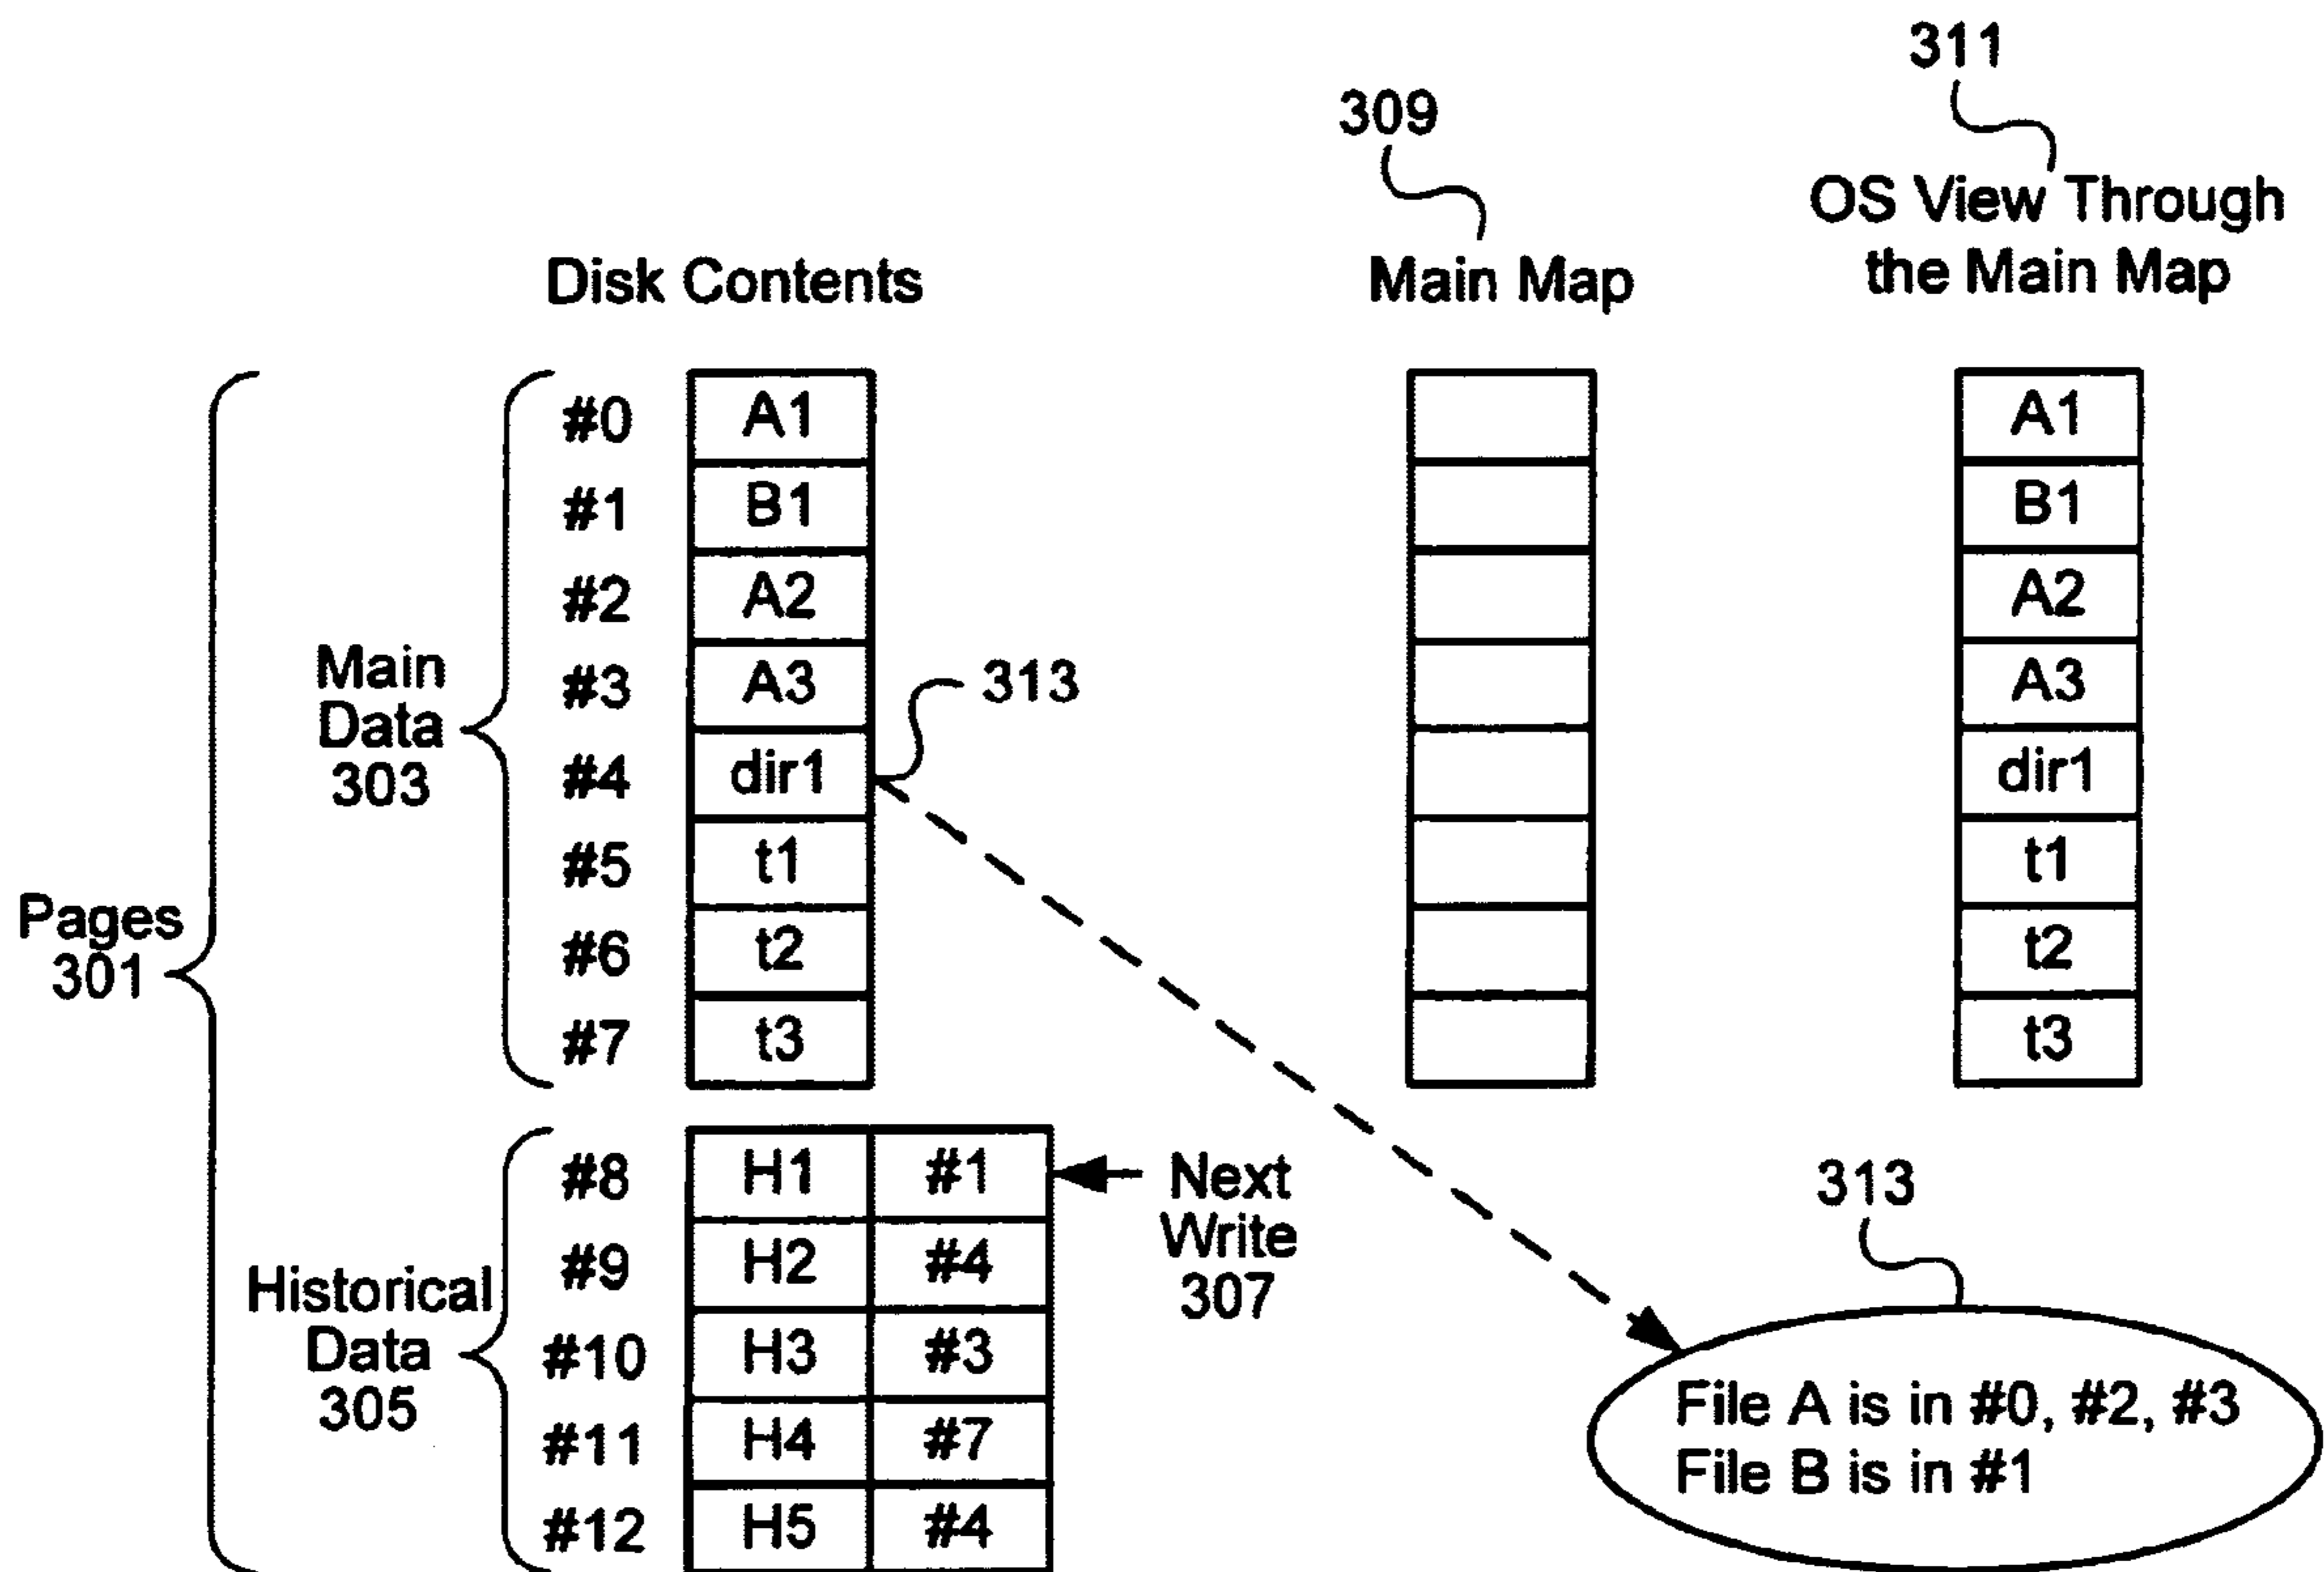 311
309
OS View Through
the Main Map
Disk Contents
Main Map
#0 A1 A1
#1 B1 B1
#2 A2 A2
#3 A3 A3
Main
Data
303
313
#4 dir1 dir1
#5 t1 t1
#6 t2 t2
#7 t3 t3
Pages
301
#8 H1 #1
#9 H2 #4
#10 H3 #3
#11 H4 #7
#12 H5 #4
Next
Write
307
Historical
Data
305
313
File A is in #0, #2, #3
File B is in #1